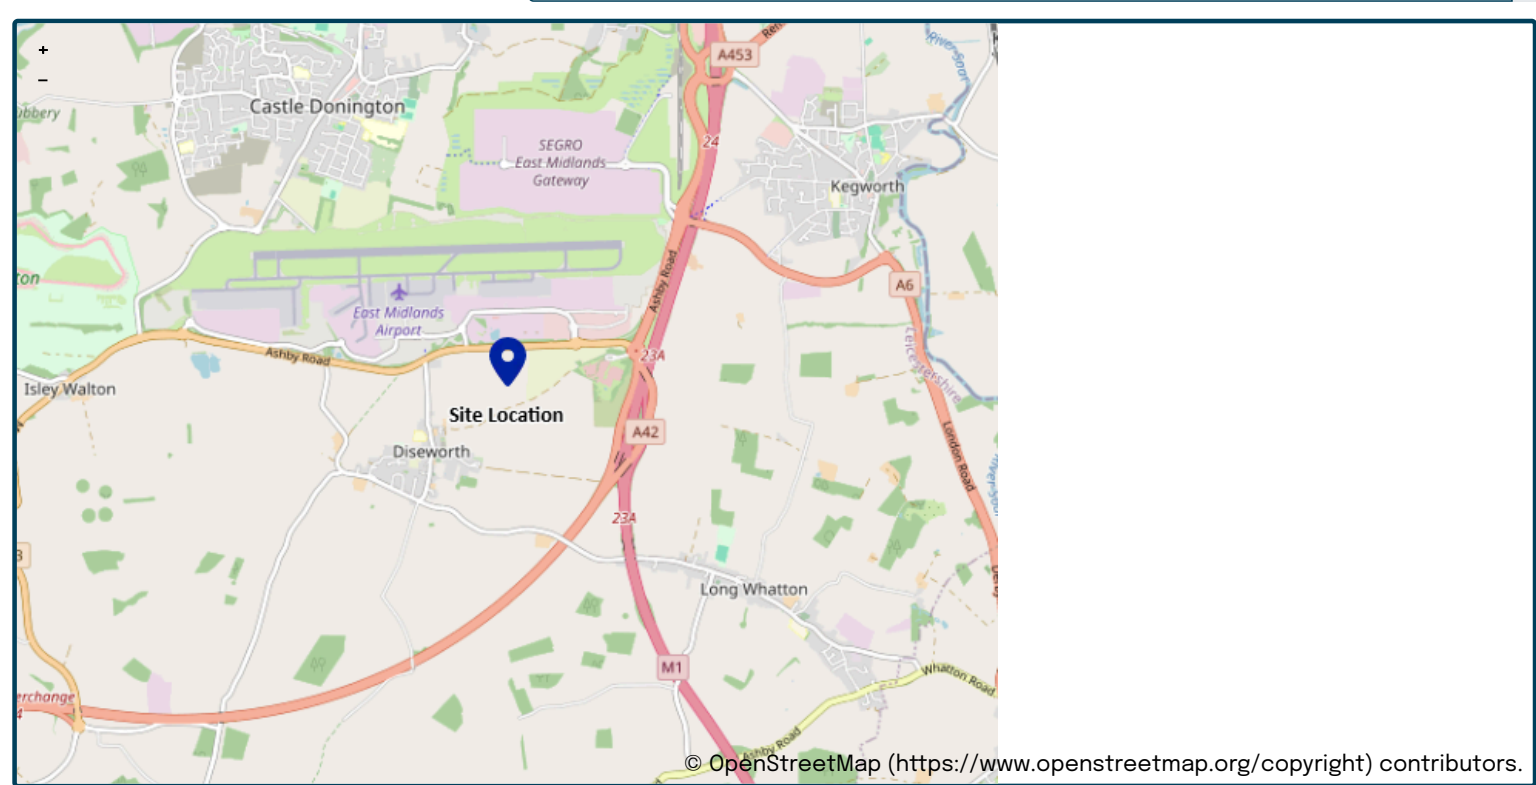 +
−
A453
Castle Donington
River Soar
24
SEGRO
East Midlands
Gateway
Kegworth
Ashby Road
A6
East Midlands
Airport
Ashby Road
23A
Leicestershire
Isley Walton
Site Location
A42
Diseworth
London Road
23A
Long Whatton
M1
Whatton Road
Ashby Road
© OpenStreetMap (https://www.openstreetmap.org/copyright) contributors.